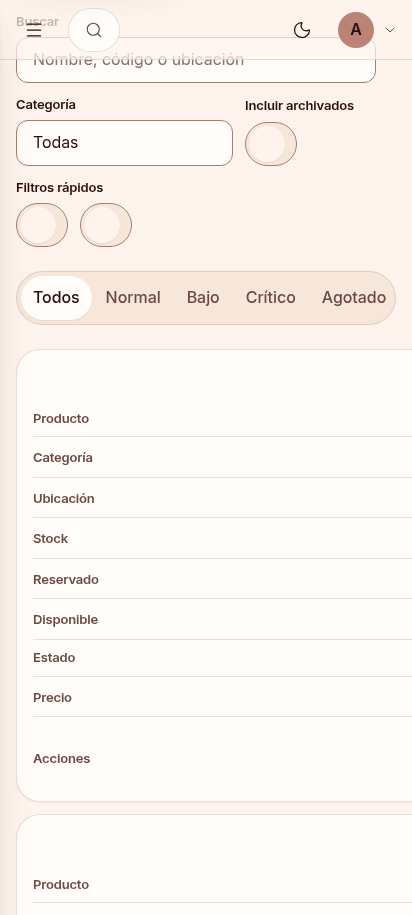 Buscar
A
Nombre, código o ubicación
Categoría
Incluir archivados
Todas
Filtros rápidos
Todos Normal Bajo Crítico Agotado
Producto
Categoría
Ubicación
Stock
Reservado
Disponible
Estado
Precio
Acciones
Producto